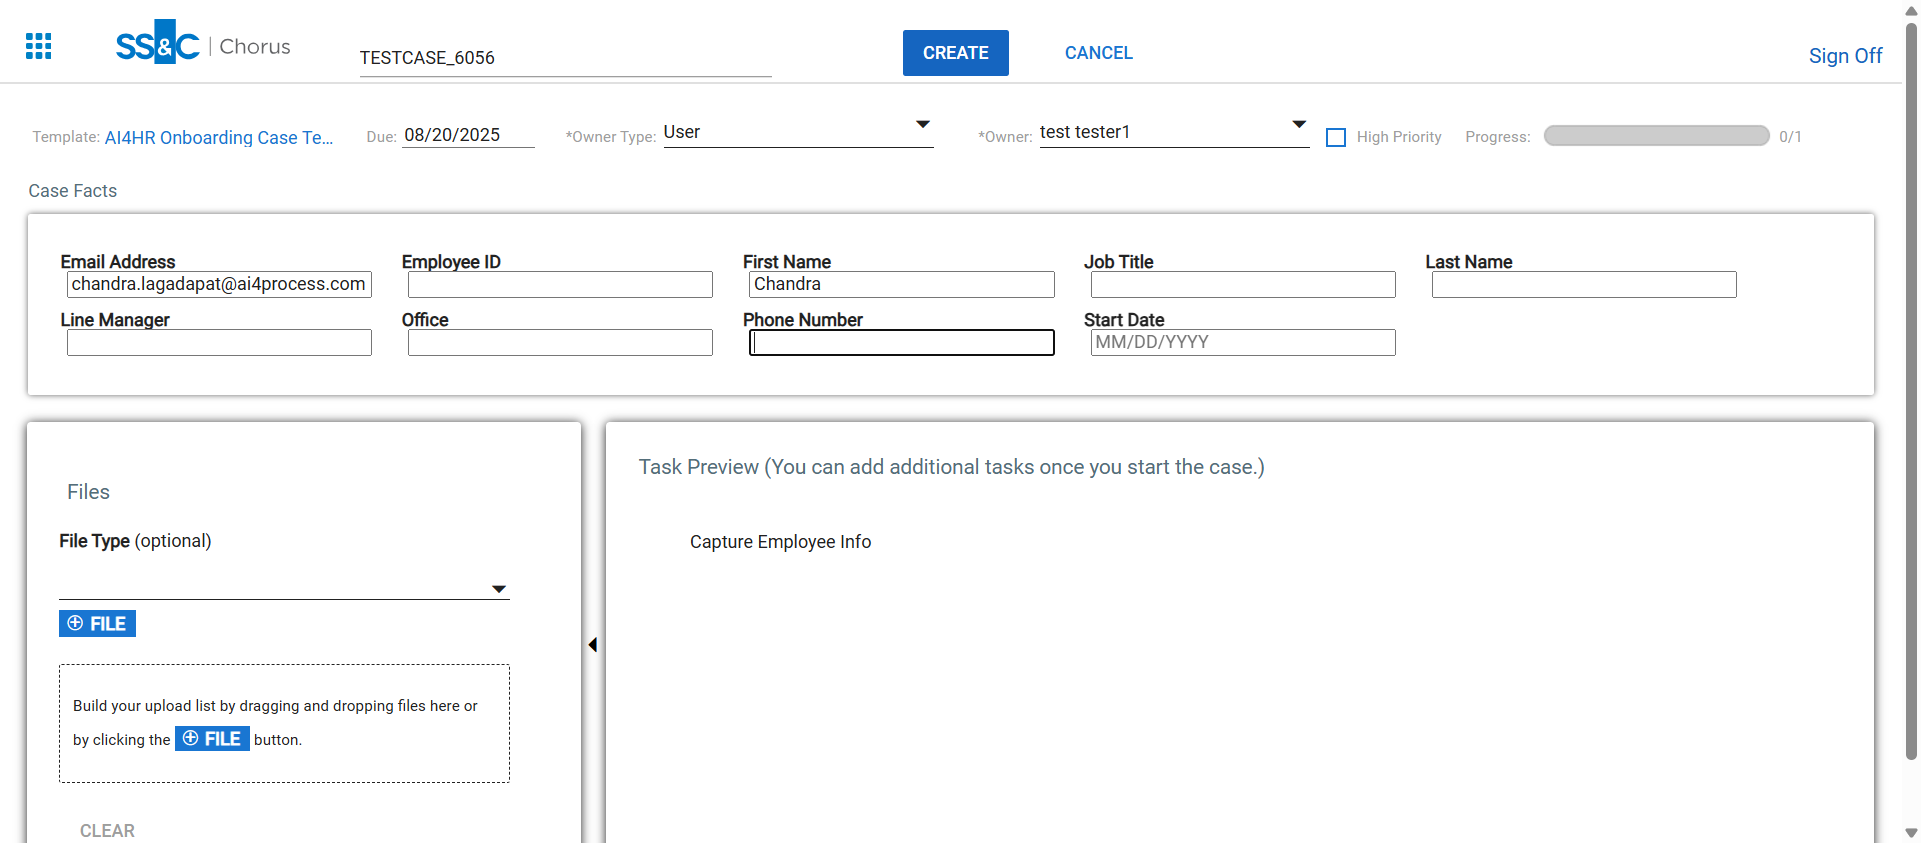 SS&C | Chorus
TESTCASE_6056
CREATE
CANCEL
Sign Off
Template: AI4HR Onboarding Case Te...
Due: 08/20/2025
*Owner Type: User
*Owner: test tester1
High Priority
Progress: 0/1
Case Facts
Email Address
chandra.lagadapat@ai4process.com
Employee ID
First Name
Chandra
Job Title
Last Name
Line Manager
Office
Phone Number
Start Date
MM/DD/YYYY
Files
File Type (optional)
FILE
Build your upload list by dragging and dropping files here or
by clicking the FILE button.
CLEAR
Task Preview (You can add additional tasks once you start the case.)
Capture Employee Info